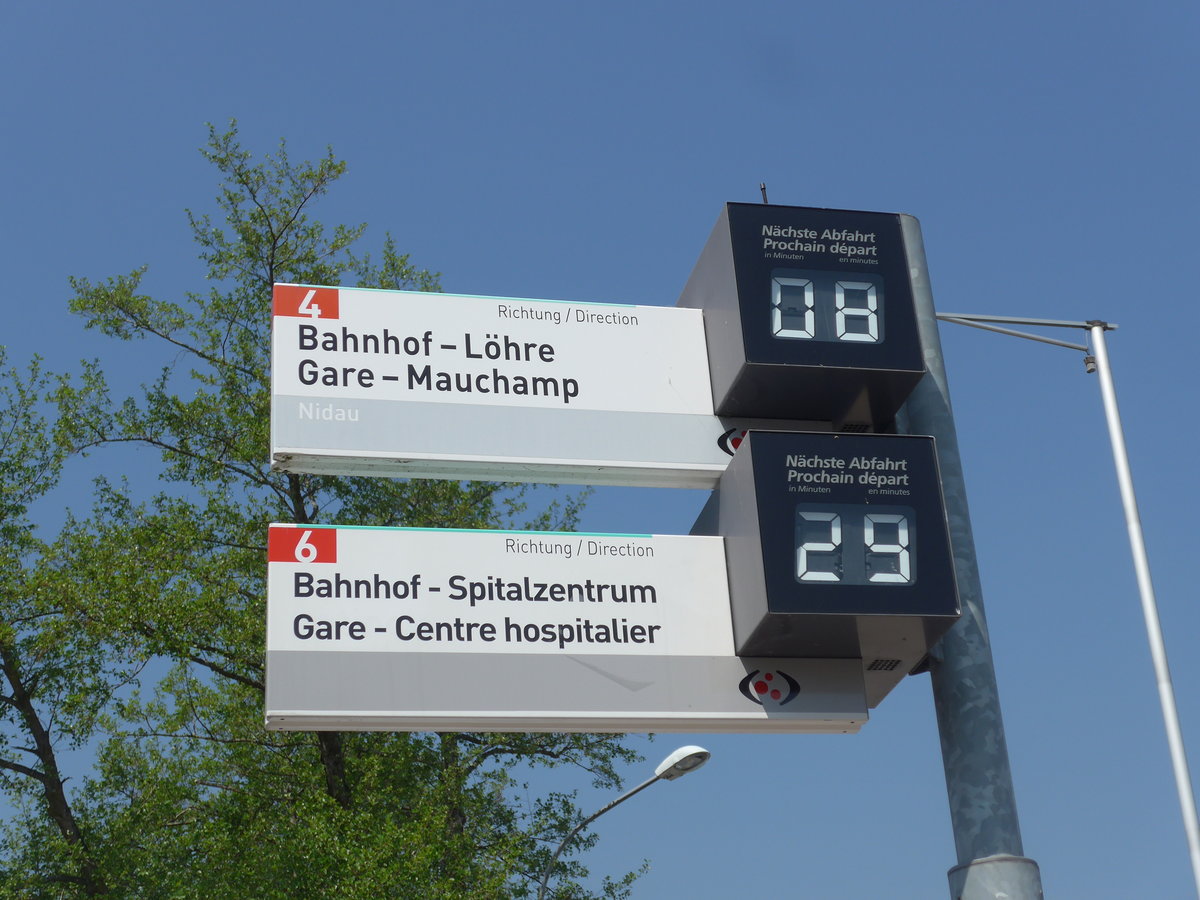 4
Richtung / Direction
Bahnhof – Löhre
Gare – Mauchamp
Nidau
Nächste Abfahrt
Prochain départ
in Minuten en minutes
08
6
Richtung / Direction
Bahnhof - Spitalzentrum
Gare - Centre hospitalier
Nächste Abfahrt
Prochain départ
in Minuten en minutes
29